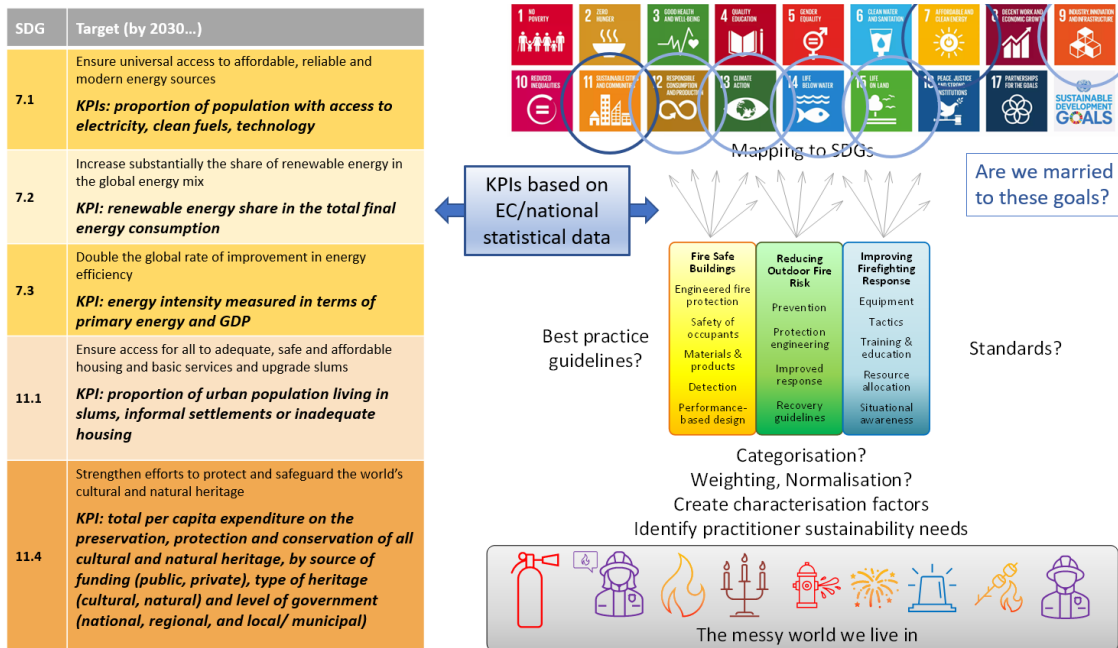 SDG
Target (by 2030…)
7.1
Ensure universal access to affordable, reliable and
modern energy sources
KPIs: proportion of population with access to
electricity, clean fuels, technology
7.2
Increase substantially the share of renewable energy in
the global energy mix
KPI: renewable energy share in the total final
energy consumption
7.3
Double the global rate of improvement in energy
efficiency
KPI: energy intensity measured in terms of
primary energy and GDP
11.1
Ensure access for all to adequate, safe and affordable
housing and basic services and upgrade slums
KPI: proportion of urban population living in
slums, informal settlements or inadequate
housing
11.4
Strengthen efforts to protect and safeguard the world's
cultural and natural heritage
KPI: total per capita expenditure on the
preservation, protection and conservation of all
cultural and natural heritage, by source of
funding (public, private), type of heritage
(cultural, natural) and level of government
(national, regional, and local/ municipal)
1 NO
POVERTY
2 ZERO
HUNGER
3 GOOD HEALTH
AND WELL-BEING
4 QUALITY
EDUCATION
5 GENDER
EQUALITY
6 CLEAN WATER
AND SANITATION
7 AFFORDABLE AND
CLEAN ENERGY
8 DECENT WORK AND
ECONOMIC GROWTH
9 INDUSTRY, INNOVATION
AND INFRASTRUCTURE
10 REDUCED
INEQUALITIES
11 SUSTAINABLE CITIES
AND COMMUNITIES
12 RESPONSIBLE
CONSUMPTION
AND PRODUCTION
13 CLIMATE
ACTION
14 LIFE
BELOW WATER
15 LIFE
ON LAND
16 PEACE, JUSTICE
AND STRONG
INSTITUTIONS
17 PARTNERSHIPS
FOR THE GOALS
SUSTAINABLE
DEVELOPMENT
GOALS
Mapping to SDGs
Are we married
to these goals?
KPIs based on
EC/national
statistical data
Fire Safe
Buildings
Engineered fire
protection
Safety of
occupants
Materials &
products
Detection
Performance-
based design
Reducing
Outdoor Fire
Risk
Prevention
Protection
engineering
Improved
response
Recovery
guidelines
Improving
Firefighting
Response
Equipment
Tactics
Training &
education
Resource
allocation
Situational
awareness
Best practice
guidelines?
Standards?
Categorisation?
Weighting, Normalisation?
Create characterisation factors
Identify practitioner sustainability needs
The messy world we live in